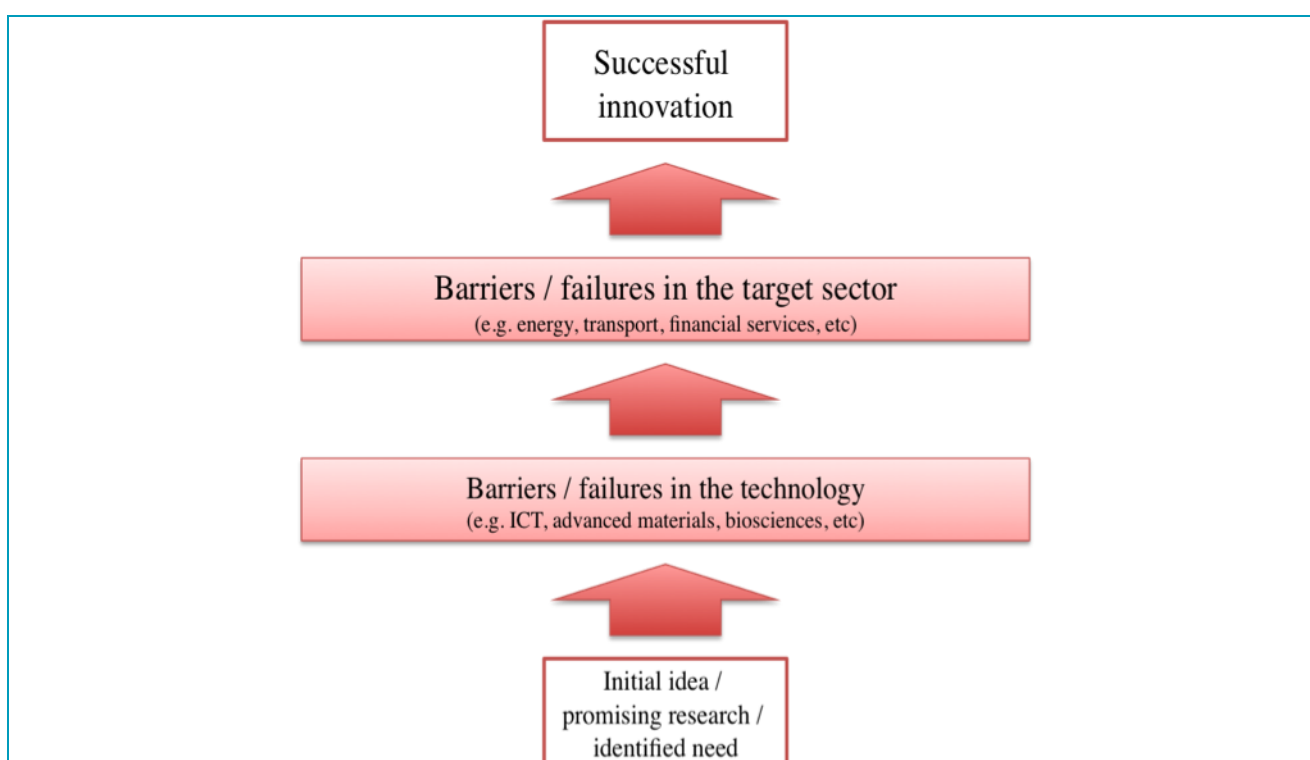 Successful
innovation
Barriers / failures in the target sector
(e.g. energy, transport, financial services, etc)
Barriers / failures in the technology
(e.g. ICT, advanced materials, biosciences, etc)
Initial idea /
promising research /
identified need